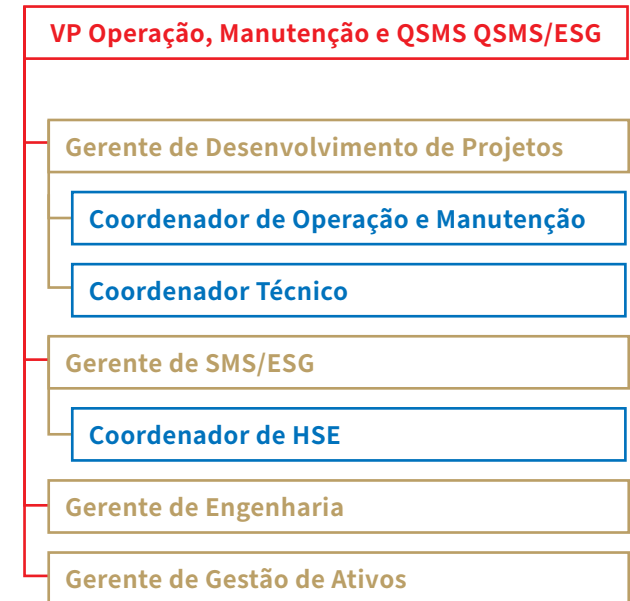 VP Operação, Manutenção e QSMS QSMS/ESG
Gerente de Desenvolvimento de Projetos
Coordenador de Operação e Manutenção
Coordenador Técnico
Gerente de SMS/ESG
Coordenador de HSE
Gerente de Engenharia
Gerente de Gestão de Ativos